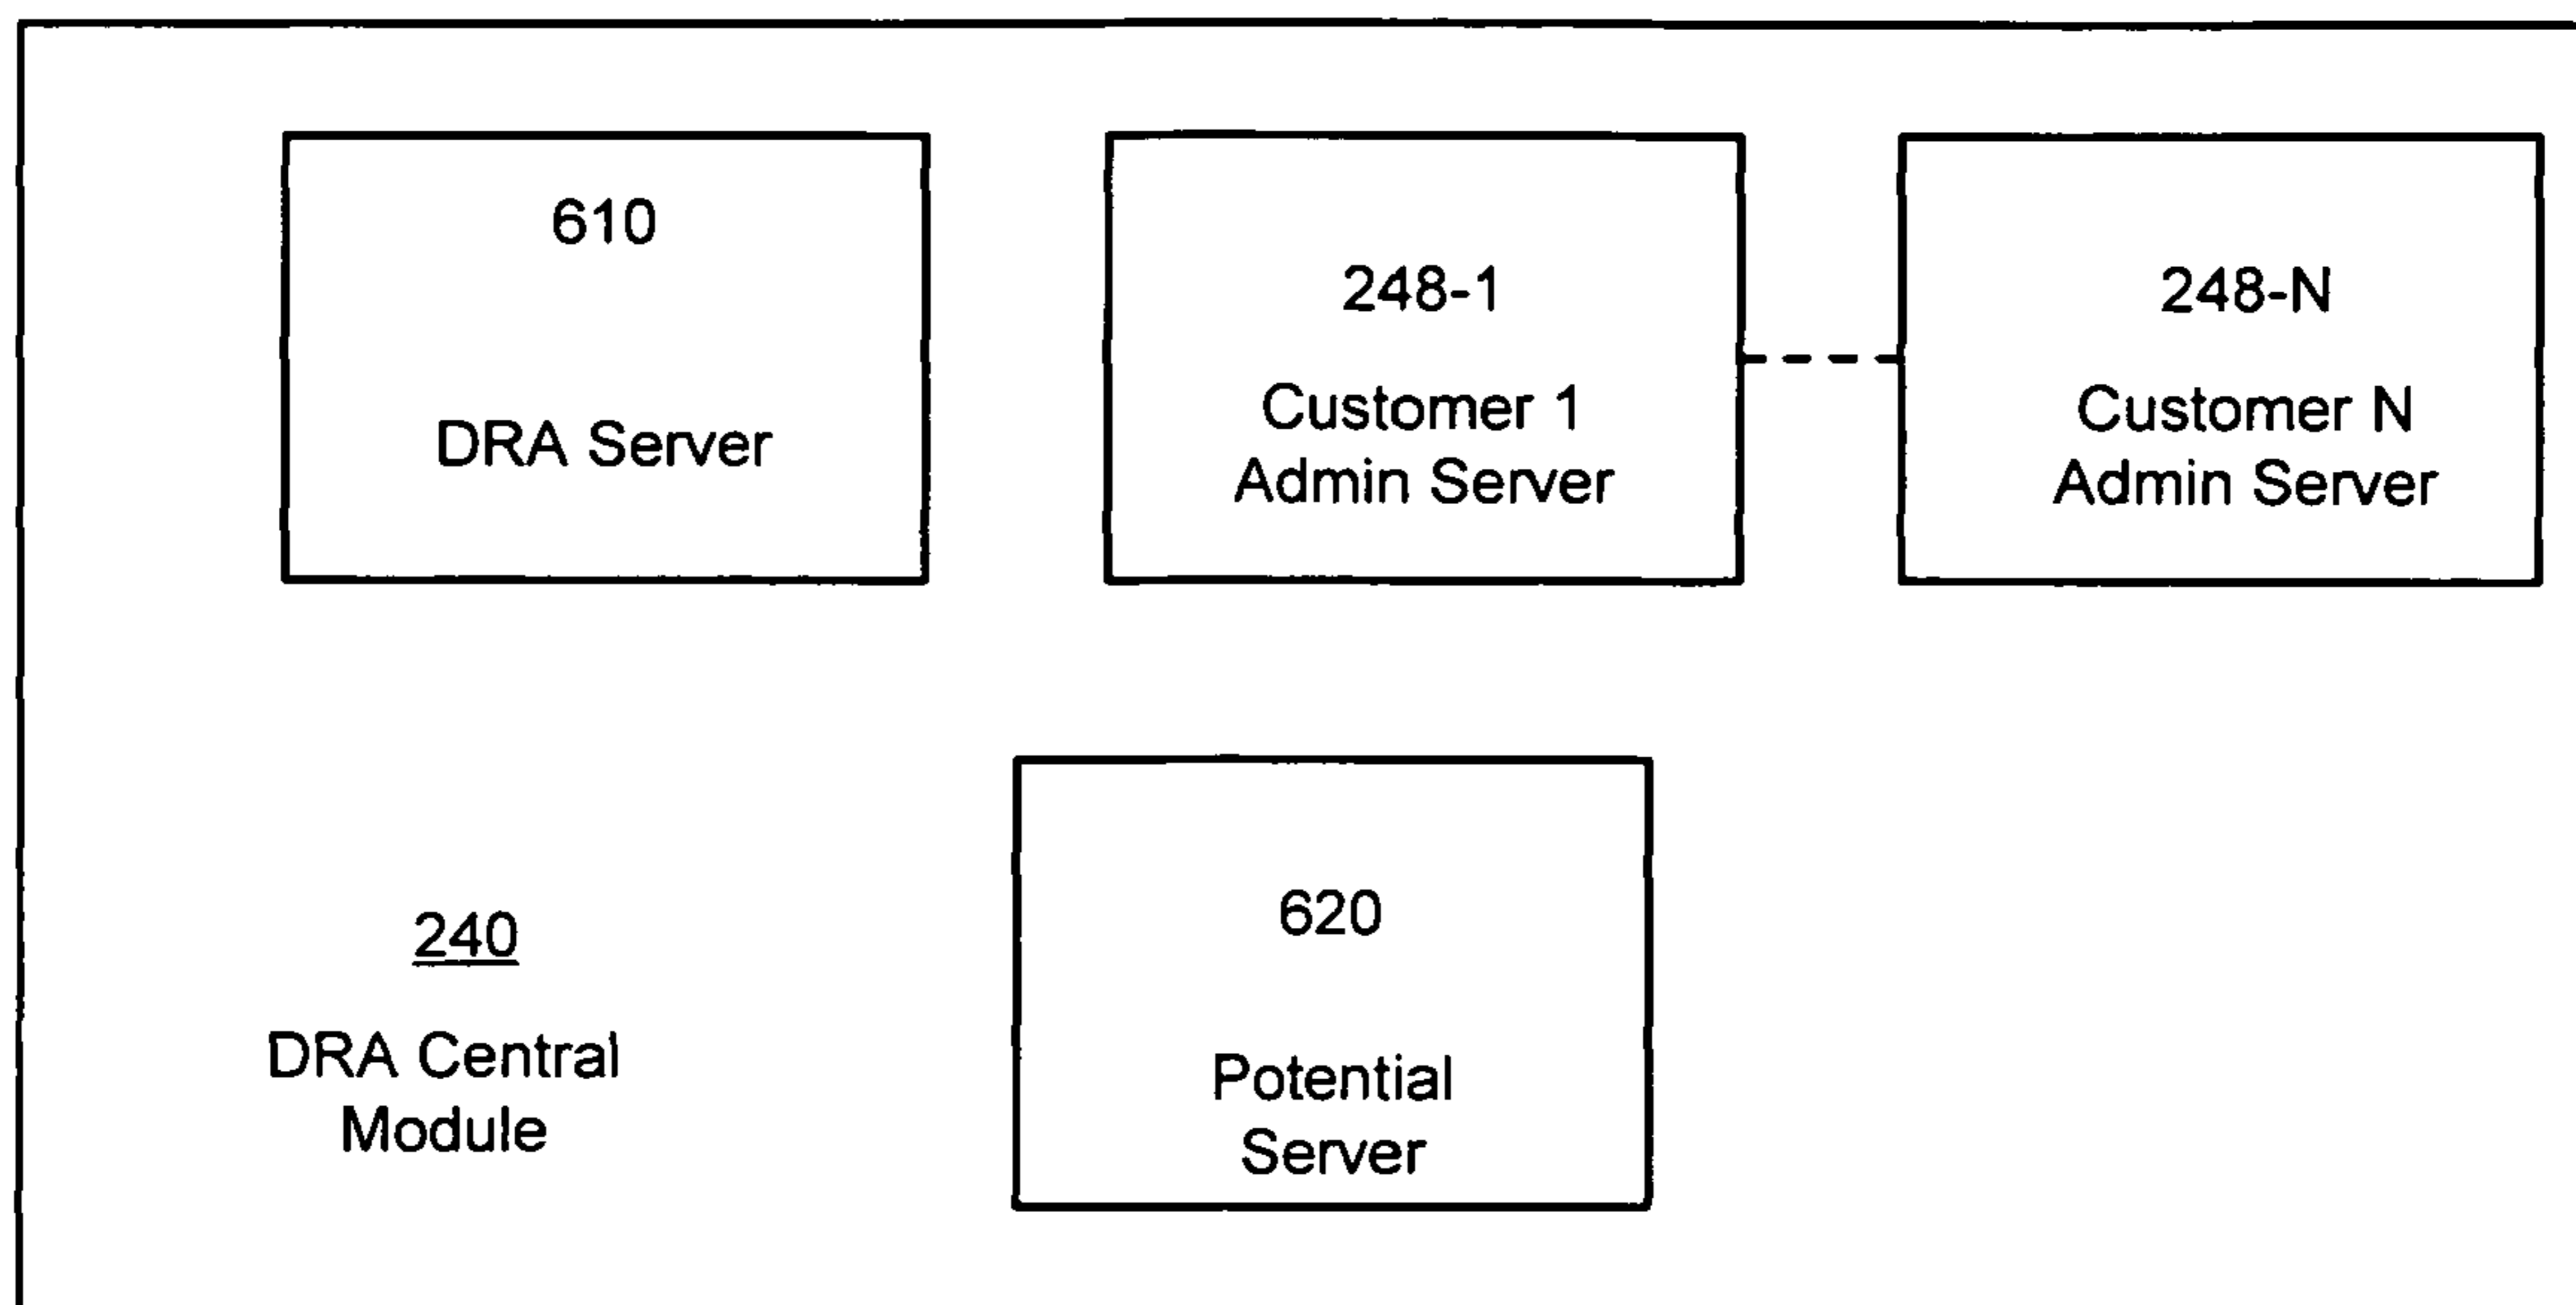 610
DRA Server
248-1
Customer 1
Admin Server
248-N
Customer N
Admin Server
240
DRA Central
Module
620
Potential
Server